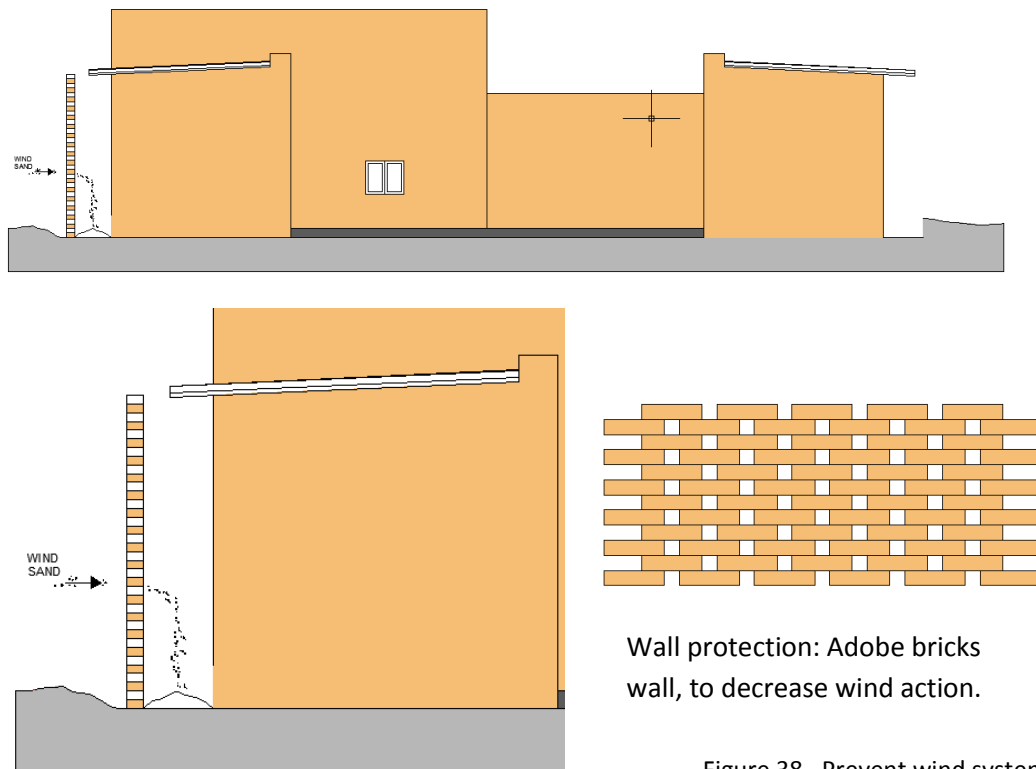 WIND
SAND
WIND
SAND
Wall protection: Adobe bricks
wall, to decrease wind action.
Figure 38 Prevent wind system